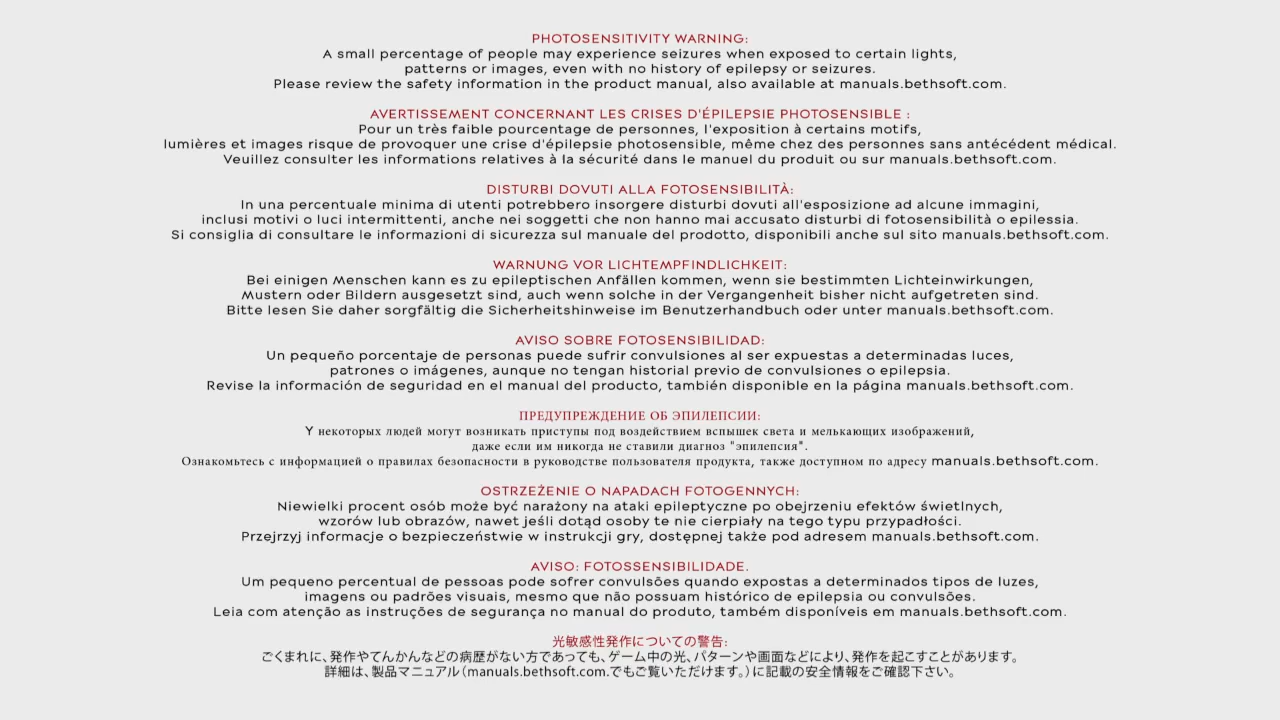 PHOTOSENSITIVITY WARNING:
A small percentage of people may experience seizures when exposed to certain lights,
patterns or images, even with no history of epilepsy or seizures.
Please review the safety information in the product manual, also available at manuals.bethsoft.com.
AVERTISSEMENT CONCERNANT LES CRISES D'ÉPILEPSIE PHOTOSENSIBLE :
Pour un très faible pourcentage de personnes, l'exposition à certains motifs,
lumières et images risque de provoquer une crise d'épilepsie photosensible, même chez des personnes sans antécédent médical.
Veuillez consulter les informations relatives à la sécurité dans le manuel du produit ou sur manuals.bethsoft.com.
DISTURBI DOVUTI ALLA FOTOSENSIBILITÀ:
In una percentuale minima di utenti potrebbero insorgere disturbi dovuti all'esposizione ad alcune immagini,
inclusi motivi o luci intermittenti, anche nei soggetti che non hanno mai accusato disturbi di fotosensibilità o epilessia.
Si consiglia di consultare le informazioni di sicurezza sul manuale del prodotto, disponibili anche sul sito manuals.bethsoft.com.
WARNUNG VOR LICHTEMPFINDLICHKEIT:
Bei einigen Menschen kann es zu epileptischen Anfällen kommen, wenn sie bestimmten Lichteinwirkungen,
Mustern oder Bildern ausgesetzt sind, auch wenn solche in der Vergangenheit bisher nicht aufgetreten sind.
Bitte lesen Sie daher sorgfältig die Sicherheitshinweise im Benutzerhandbuch oder unter manuals.bethsoft.com.
AVISO SOBRE FOTOSENSIBILIDAD:
Un pequeño porcentaje de personas puede sufrir convulsiones al ser expuestas a determinadas luces,
patrones o imágenes, aunque no tengan historial previo de convulsiones o epilepsia.
Revise la información de seguridad en el manual del producto, también disponible en la página manuals.bethsoft.com.
ПРЕДУПРЕЖДЕНИЕ ОБ ЭПИЛЕПСИИ:
У некоторых людей могут возникать приступы под воздействием вспышек света и мелькающих изображений,
даже если им никогда не ставили диагноз "эпилепсия".
Ознакомьтесь с информацией о правилах безопасности в руководстве пользователя продукта, также доступном по адресу manuals.bethsoft.com.
OSTRZEŻENIE O NAPADACH FOTOGENNYCH:
Niewielki procent osób może być narażony na ataki epileptyczne po obejrzeniu efektów świetlnych,
wzorów lub obrazów, nawet jeśli dotąd osoby te nie cierpiały na tego typu przypadłości.
Przejrzyj informacje o bezpieczeństwie w instrukcji gry, dostępnej także pod adresem manuals.bethsoft.com.
AVISO: FOTOSSENSIBILIDADE.
Um pequeno percentual de pessoas pode sofrer convulsões quando expostas a determinados tipos de luzes,
imagens ou padrões visuais, mesmo que não possuam histórico de epilepsia ou convulsões.
Leia com atenção as instruções de segurança no manual do produto, também disponíveis em manuals.bethsoft.com.
光敏感性発作についての警告:
ごくまれに、発作やてんかんなどの病歴がない方であっても、ゲーム中の光、パターンや画面などにより、発作を起こすことがあります。
詳細は、製品マニュアル（manuals.bethsoft.com.でもご覧いただけます。）に記載の安全情報をご確認下さい。